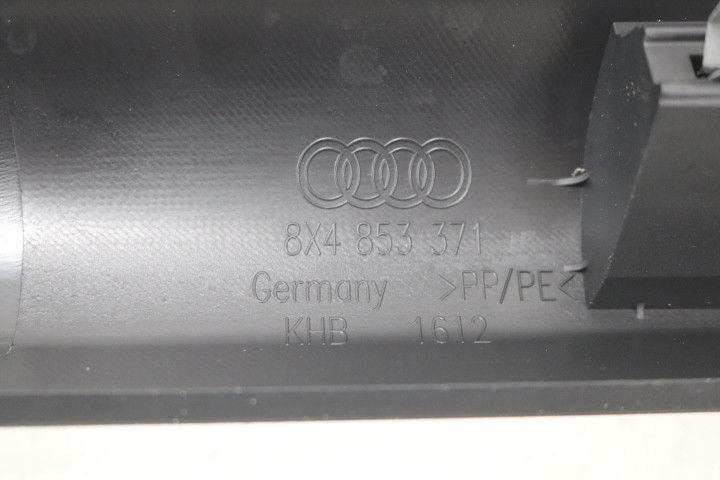 8X4 853 371
Germany >PP/PE<
KHB 1612